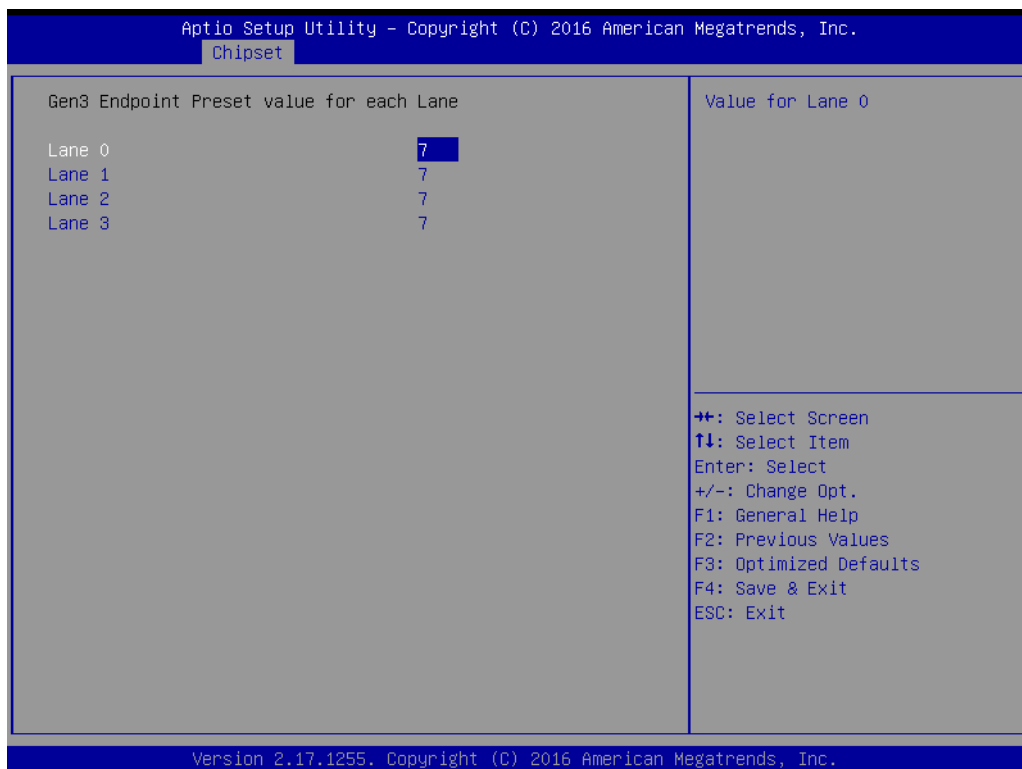 Aptio Setup Utility – Copyright (C) 2016 American Megatrends, Inc.
Chipset
Gen3 Endpoint Preset value for each Lane
Lane 0 7
Lane 1 7
Lane 2 7
Lane 3 7
Value for Lane 0
→←: Select Screen
↑↓: Select Item
Enter: Select
+/-: Change Opt.
F1: General Help
F2: Previous Values
F3: Optimized Defaults
F4: Save & Exit
ESC: Exit
Version 2.17.1255. Copyright (C) 2016 American Megatrends, Inc.